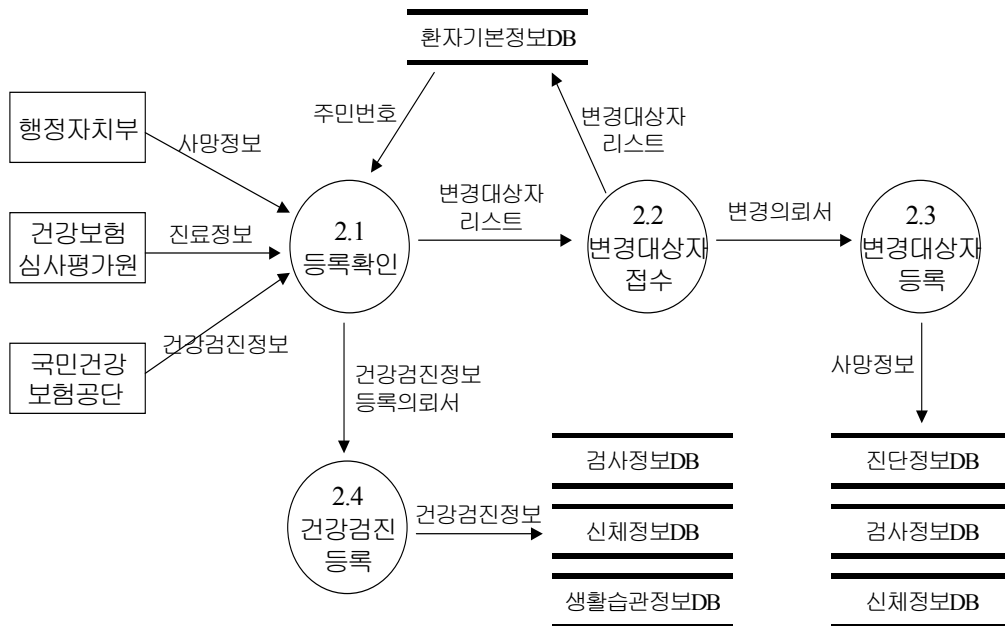 환자기본정보DB
행정자치부
사망정보
주민번호
변경대상자
리스트
건강보험
심사평가원
진료정보
2.1
등록확인
변경대상자
리스트
2.2
변경대상자
접수
변경의뢰서
2.3
변경대상자
등록
국민건강
보험공단
건강검진정보
건강검진정보
등록의뢰서
사망정보
2.4
건강검진
등록
건강검진정보
검사정보DB
신체정보DB
생활습관정보DB
진단정보DB
검사정보DB
신체정보DB